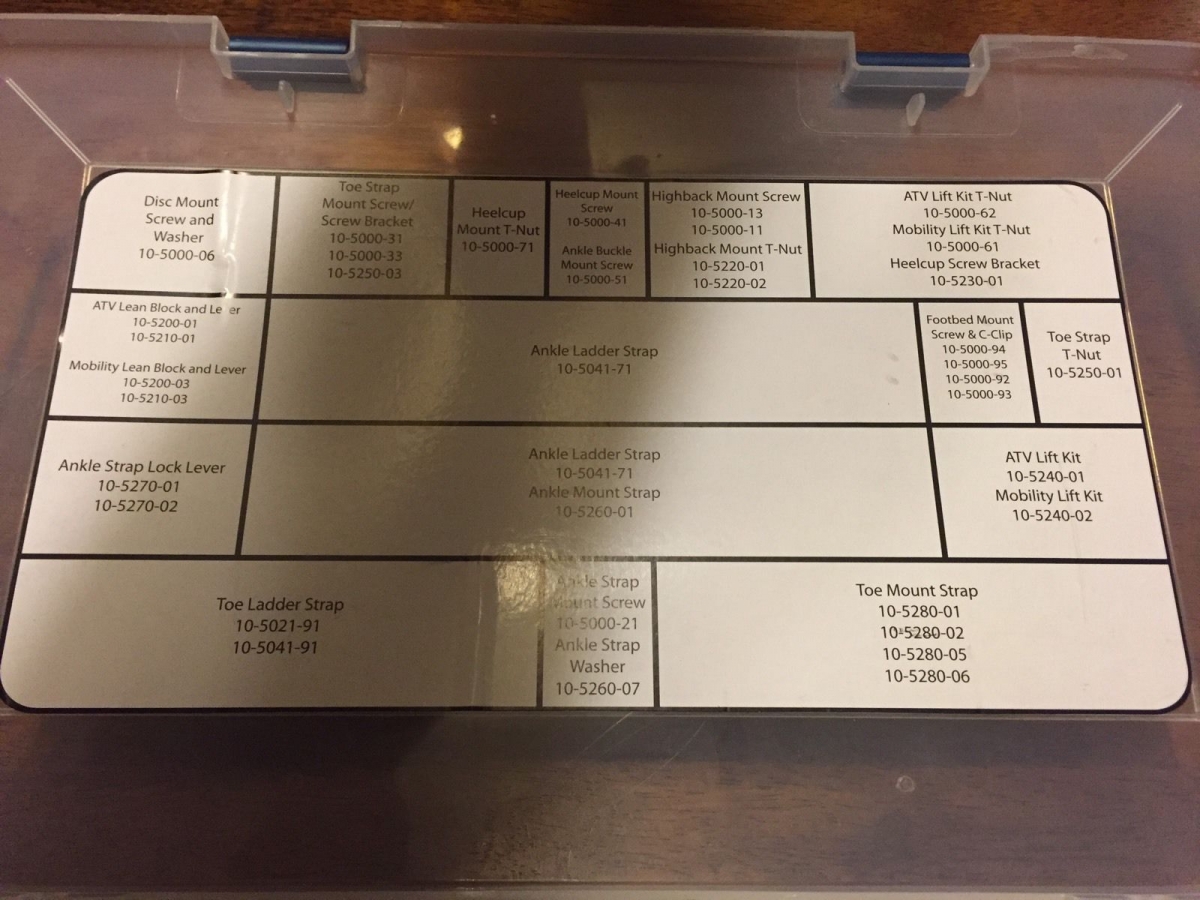 Disc Mount
Screw and
Washer
10-5000-06
Toe Strap
Mount Screw/
Screw Bracket
10-5000-31
10-5000-33
10-5250-03
Heelcup
Mount T-Nut
10-5000-71
Heelcup Mount
Screw
10-5000-41
Ankle Buckle
Mount Screw
10-5000-51
Highback Mount Screw
10-5000-13
10-5000-11
Highback Mount T-Nut
10-5220-01
10-5220-02
ATV Lift Kit T-Nut
10-5000-62
Mobility Lift Kit T-Nut
10-5000-61
Heelcup Screw Bracket
10-5230-01
ATV Lean Block and Lever
10-5200-01
10-5210-01
Mobility Lean Block and Lever
10-5200-03
10-5210-03
Ankle Ladder Strap
10-5041-71
Footbed Mount
Screw & C-Clip
10-5000-94
10-5000-95
10-5000-92
10-5000-93
Toe Strap
T-Nut
10-5250-01
Ankle Strap Lock Lever
10-5270-01
10-5270-02
Ankle Ladder Strap
10-5041-71
Ankle Mount Strap
10-5260-01
ATV Lift Kit
10-5240-01
Mobility Lift Kit
10-5240-02
Toe Ladder Strap
10-5021-91
10-5041-91
Ankle Strap
Mount Screw
10-5000-21
Ankle Strap
Washer
10-5260-07
Toe Mount Strap
10-5280-01
10-5280-02
10-5280-05
10-5280-06